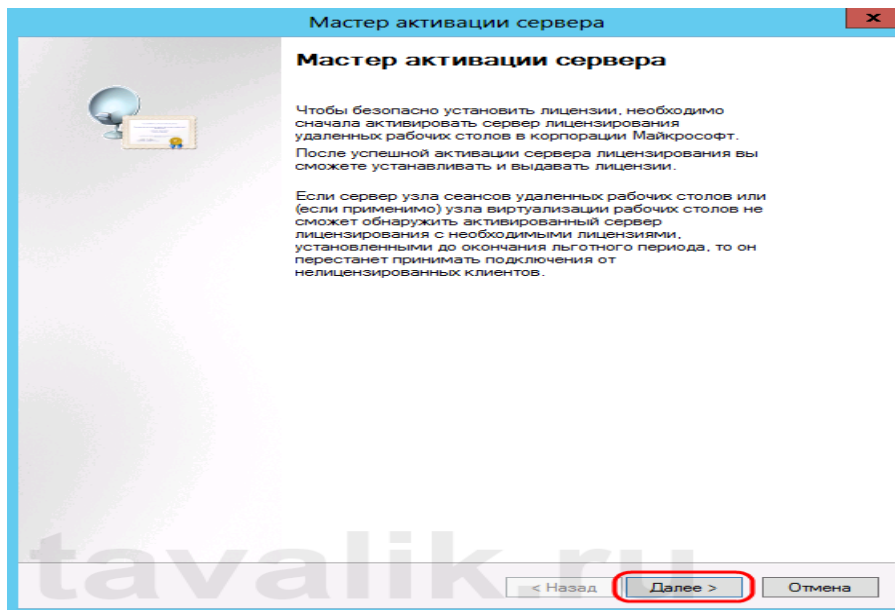 Мастер активации сервера
x
Мастер активации сервера
Чтобы безопасно установить лицензии, необходимо
сначала активировать сервер лицензирования
удаленных рабочих столов в корпорации Майкрософт.
После успешной активации сервера лицензирования вы
сможете устанавливать и выдавать лицензии.
Если сервер узла сеансов удаленных рабочих столов или
(если применимо) узла виртуализации рабочих столов не
сможет обнаружить активированный сервер
лицензирования с необходимыми лицензиями,
установленными до окончания льготного периода, то он
перестанет принимать подключения от
нелицензированных клиентов.
tavalik.ru
< Назад Далее > Отмена